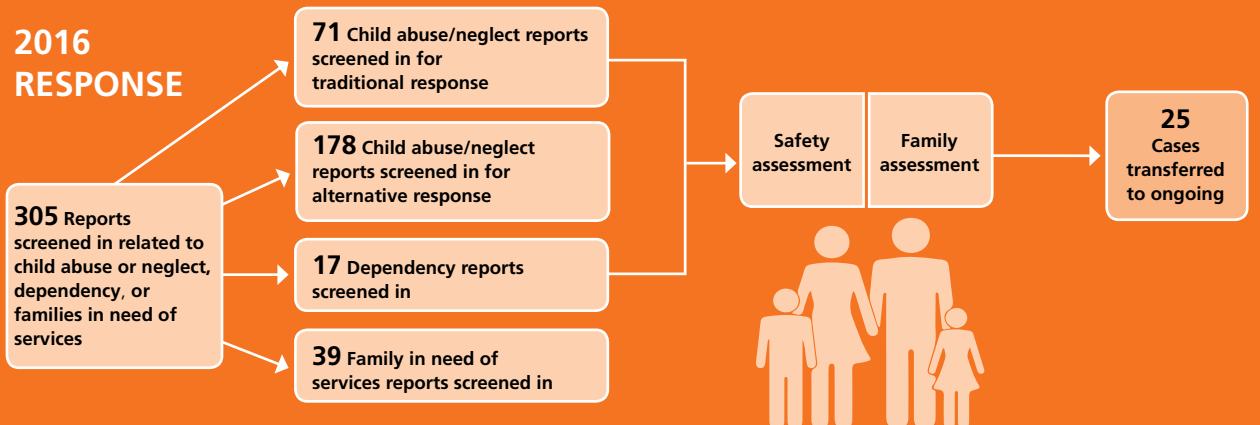 2016
RESPONSE
305 Reports
screened in related to
child abuse or neglect,
dependency, or
families in need of
services
71 Child abuse/neglect reports
screened in for
traditional response
178 Child abuse/neglect
reports screened in for
alternative response
17 Dependency reports
screened in
39 Family in need of
services reports screened in
Safety
assessment
Family
assessment
25
Cases
transferred
to ongoing